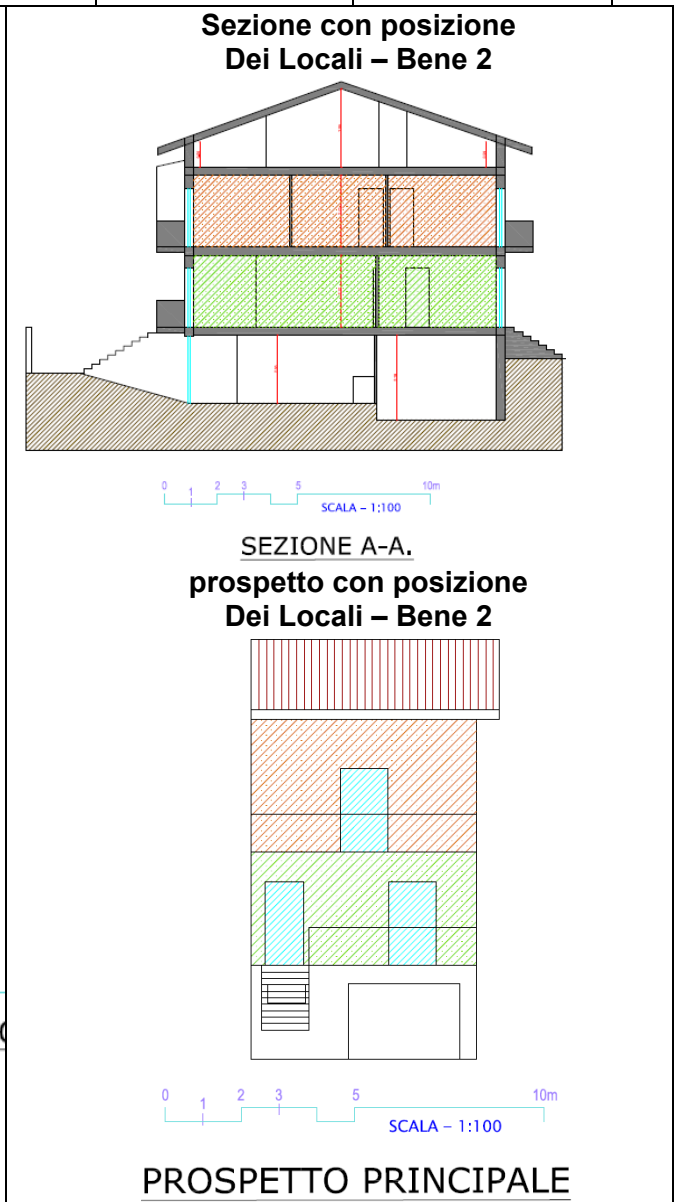 Sezione con posizione
Dei Locali – Bene 2
0 1 2 3 5 10m
SCALA – 1:100
SEZIONE A-A.
prospetto con posizione
Dei Locali – Bene 2
0 1 2 3 5 10m
SCALA – 1:100
PROSPETTO PRINCIPALE